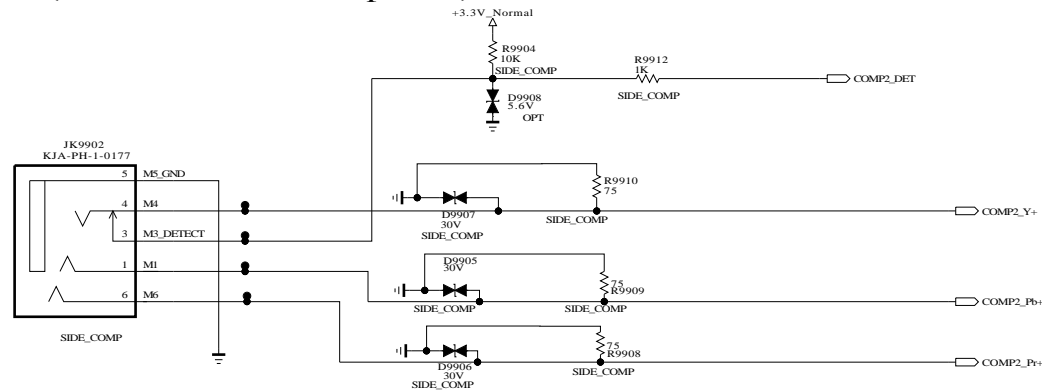 +3.3V_Normal
R9904
10K
SIDE_COMP
R9912
1K
SIDE_COMP
COMP2_DET
D9908
5.6V
OPT
JK9902
KJA-PH-1-0177
5 M5_GND
4 M4
3 M3_DETECT
1 M1
6 M6
SIDE_COMP
R9910
75
SIDE_COMP
D9907
30V
SIDE_COMP
COMP2_Y+
D9905
30V
SIDE_COMP
75
R9909
SIDE_COMP
COMP2_Pb+
75
R9908
SIDE_COMP
D9906
30V
SIDE_COMP
COMP2_Pr+